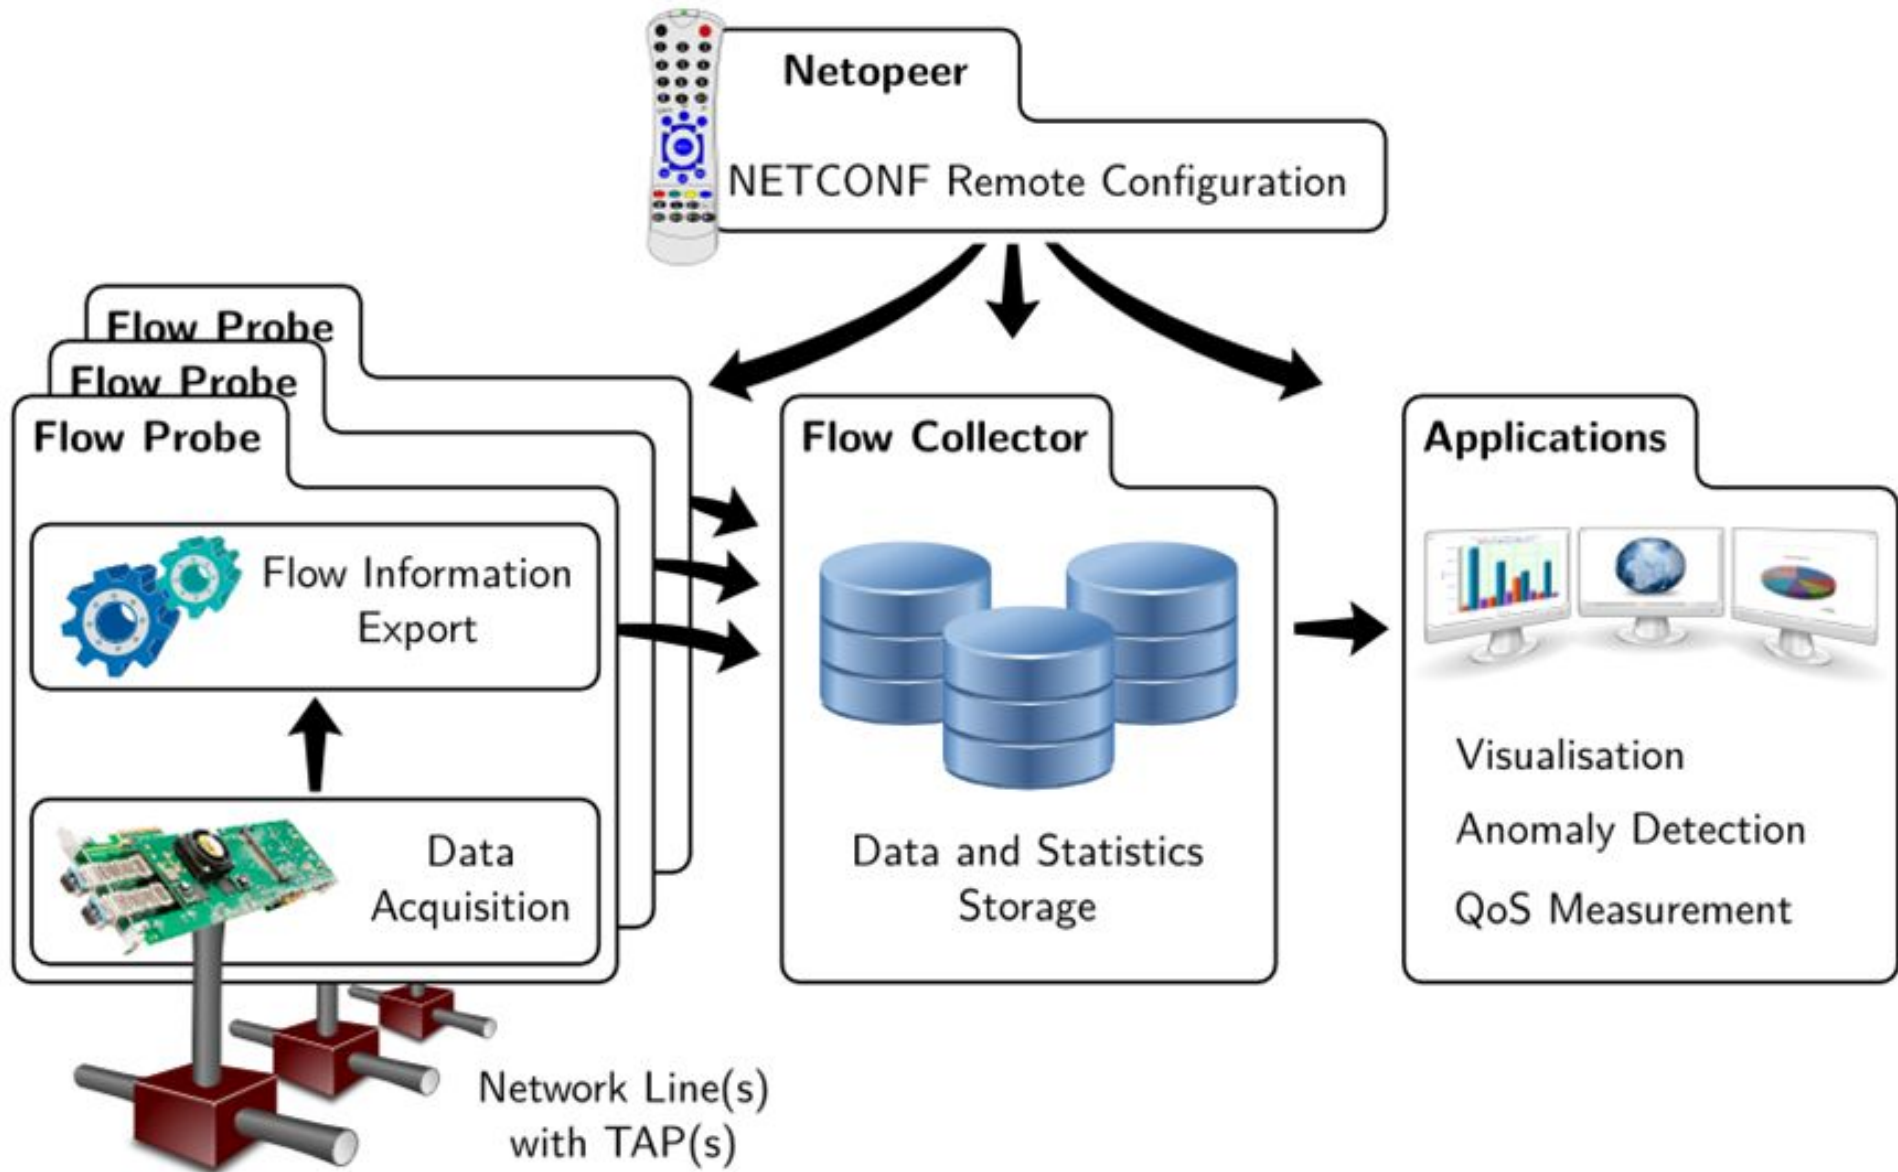 Netopeer
NETCONF Remote Configuration
Flow Probe
Flow Probe
Flow Probe
Flow Information
Export
Data
Acquisition
Flow Collector
Data and Statistics
Storage
Applications
Visualisation
Anomaly Detection
QoS Measurement
Network Line(s)
with TAP(s)